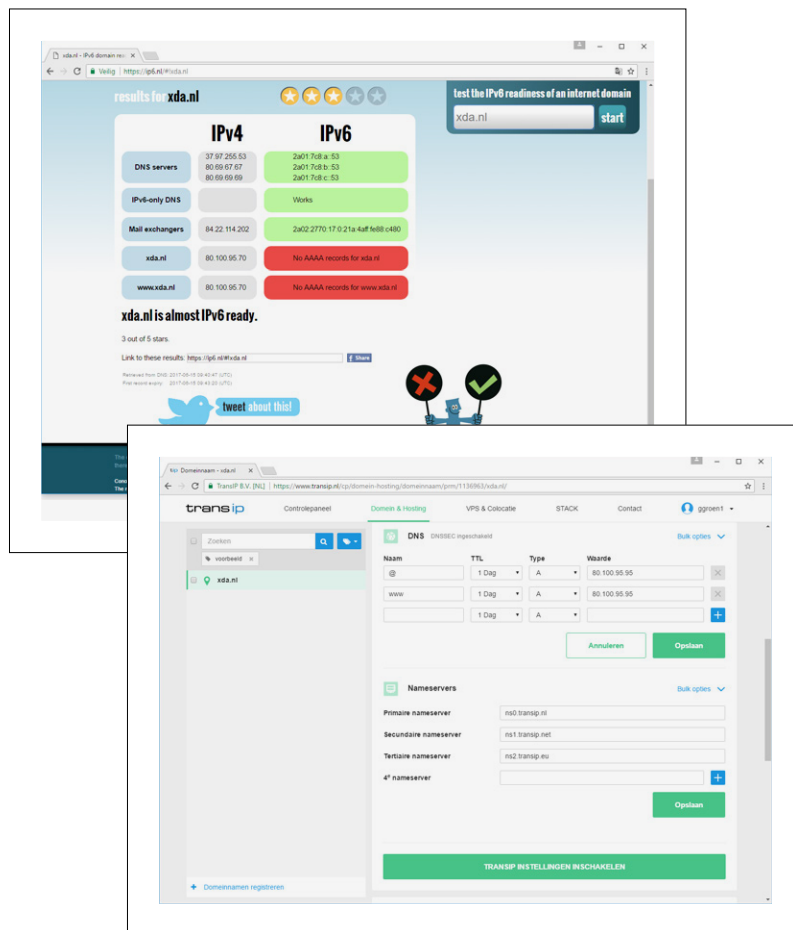 xda.nl - IPv6 domain rea
Veilig https://ip6.nl/#!xda.nl
results for xda.nl
test the IPv6 readiness of an internet domain
xda.nl start
IPv4 IPv6
DNS servers
37.97.255.53
80.69.67.67
80.69.69.69
2a01:7c8:a::53
2a01:7c8:b::53
2a01:7c8:c::53
IPv6-only DNS Works
Mail exchangers 84.22.114.202 2a02:2770:17:0:21a:4aff:fe88:c480
xda.nl 80.100.95.70 No AAAA records for xda.nl
www.xda.nl 80.100.95.70 No AAAA records for www.xda.nl
xda.nl is almost IPv6 ready.
3 out of 5 stars.
Link to these results: https://ip6.nl/#!xda.nl Share
tweet about this!
Domeinnaam - xda.nl
TransIP B.V. [NL] https://www.transip.nl/cp/domein-hosting/domeinnaam/prm/1136963/xda.nl/
transip Controlepaneel Domein & Hosting VPS & Colocatie STACK Contact ggroen1
Zoeken
voorbeeld x
xda.nl
+ Domeinnamen registreren
DNS DNSSEC ingeschakeld Bulk opties
Naam TTL Type Waarde
@ 1 Dag A 80.100.95.95
www 1 Dag A 80.100.95.95
1 Dag A
Annuleren Opslaan
Nameservers Bulk opties
Primaire nameserver ns0.transip.nl
Secundaire nameserver ns1.transip.net
Tertiaire nameserver ns2.transip.eu
4e nameserver
Opslaan
TRANSIP INSTELLINGEN INSCHAKELEN